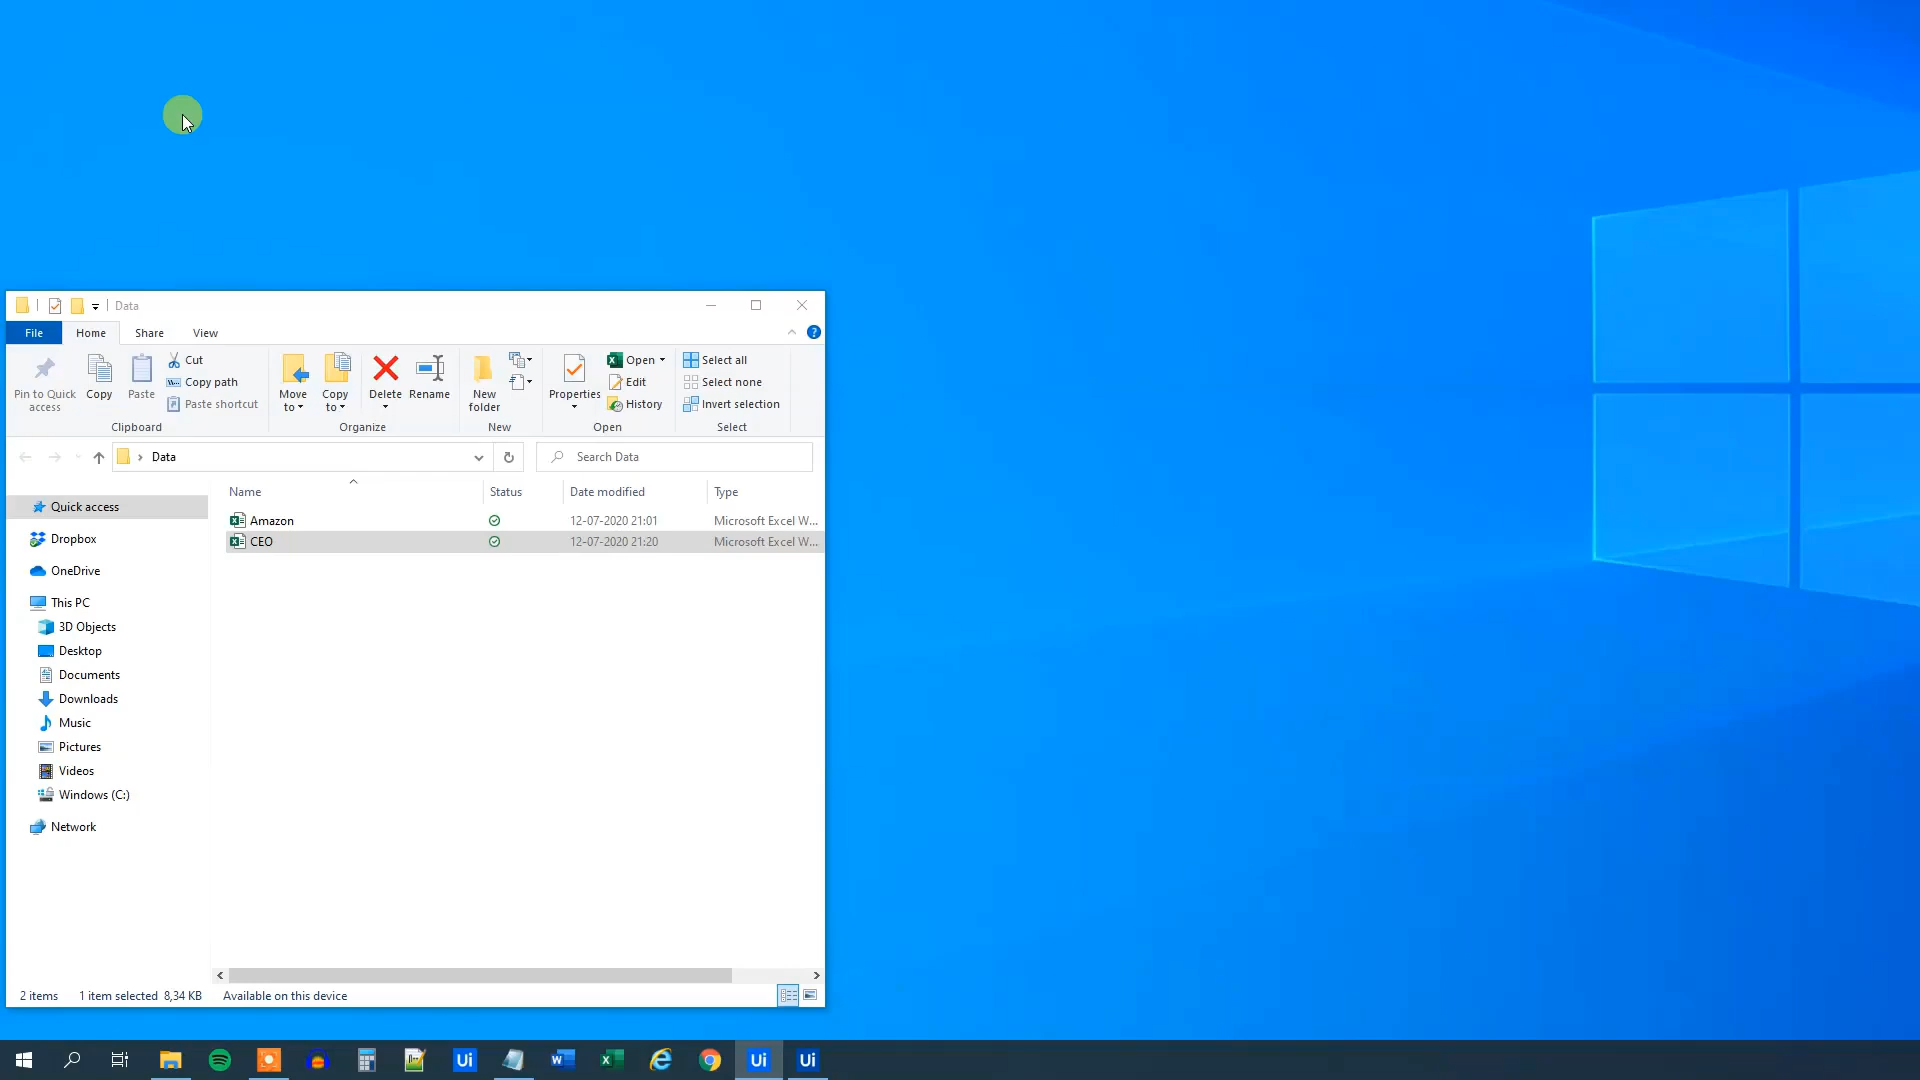 Data
File Home Share View
Pin to Quick access
Copy
Paste
Cut
Copy path
Paste shortcut
Clipboard
Move to
Copy to
Delete
Rename
Organize
New folder
New
Properties
Open
Edit
History
Open
Select all
Select none
Invert selection
Select
Data
Search Data
Name Status Date modified Type
Amazon 12-07-2020 21:01 Microsoft Excel W...
CEO 12-07-2020 21:20 Microsoft Excel W...
Quick access
Dropbox
OneDrive
This PC
3D Objects
Desktop
Documents
Downloads
Music
Pictures
Videos
Windows (C:)
Network
2 items 1 item selected 8,34 KB Available on this device
Ui Ui Ui